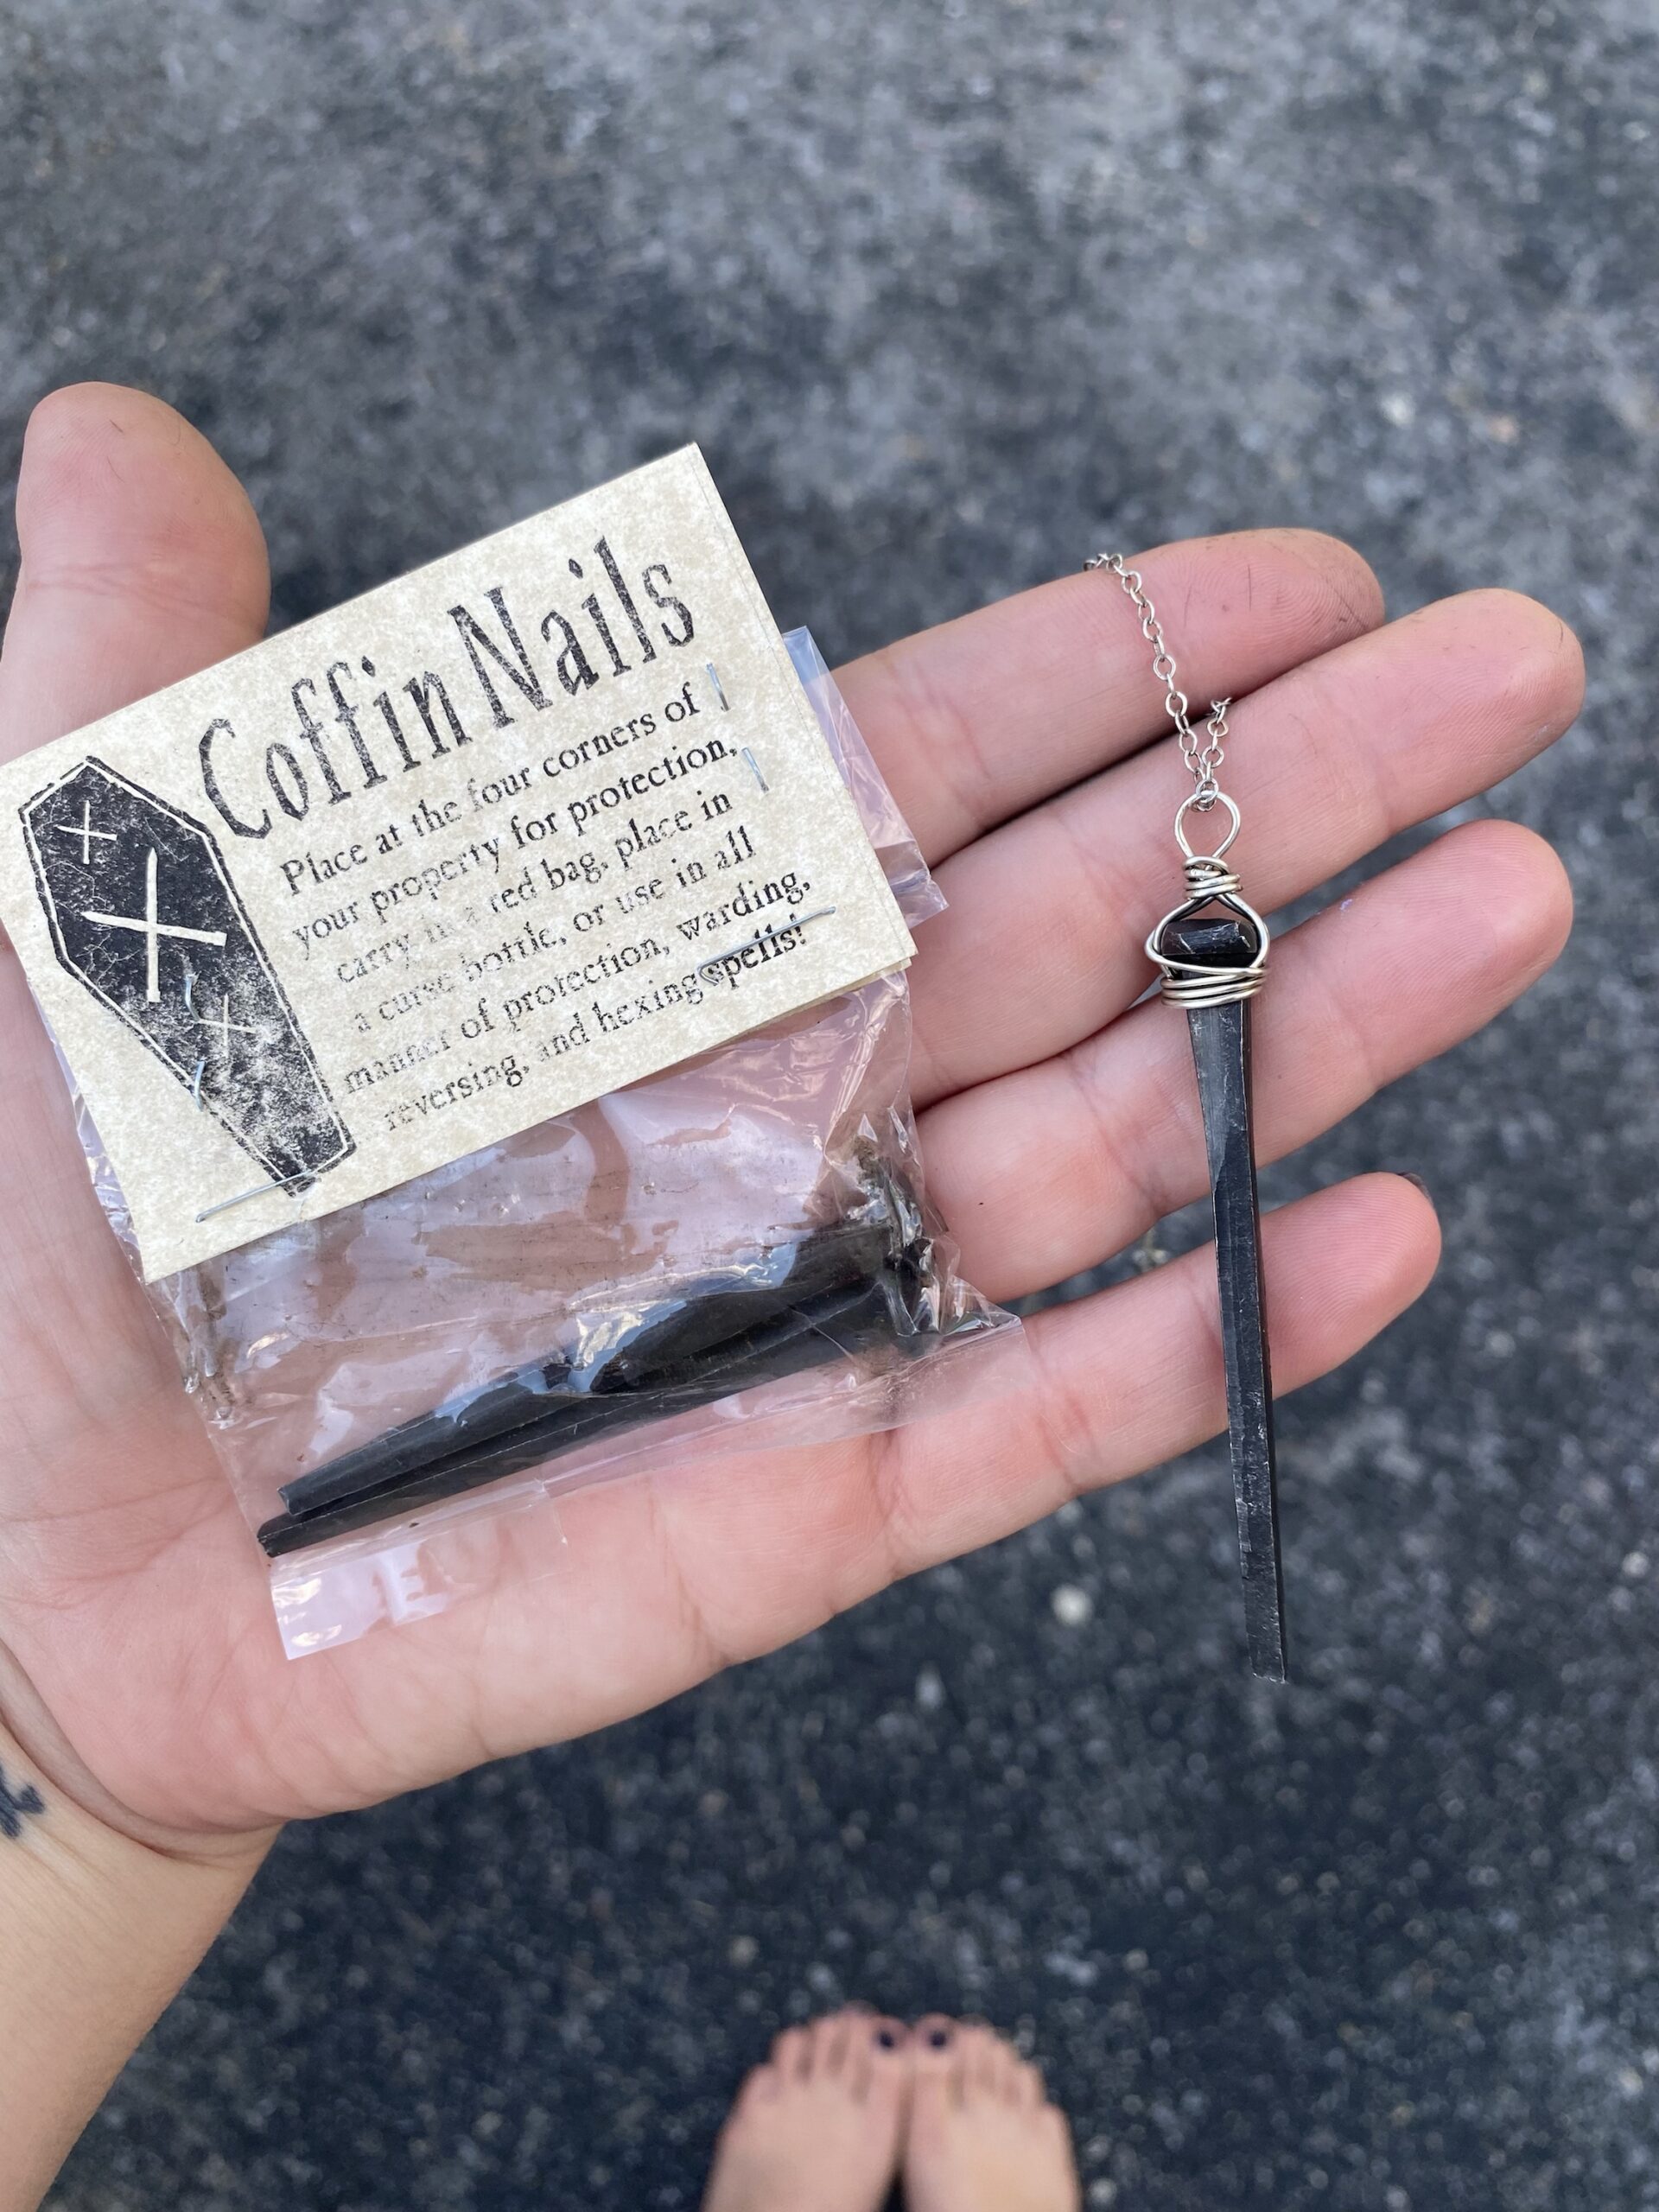 Coffin Nails
Place at the four corners of
your property for protection,
carry in a red bag, place in
a curse bottle, or use in all
manner of protection, warding,
reversing, and hexing spells!